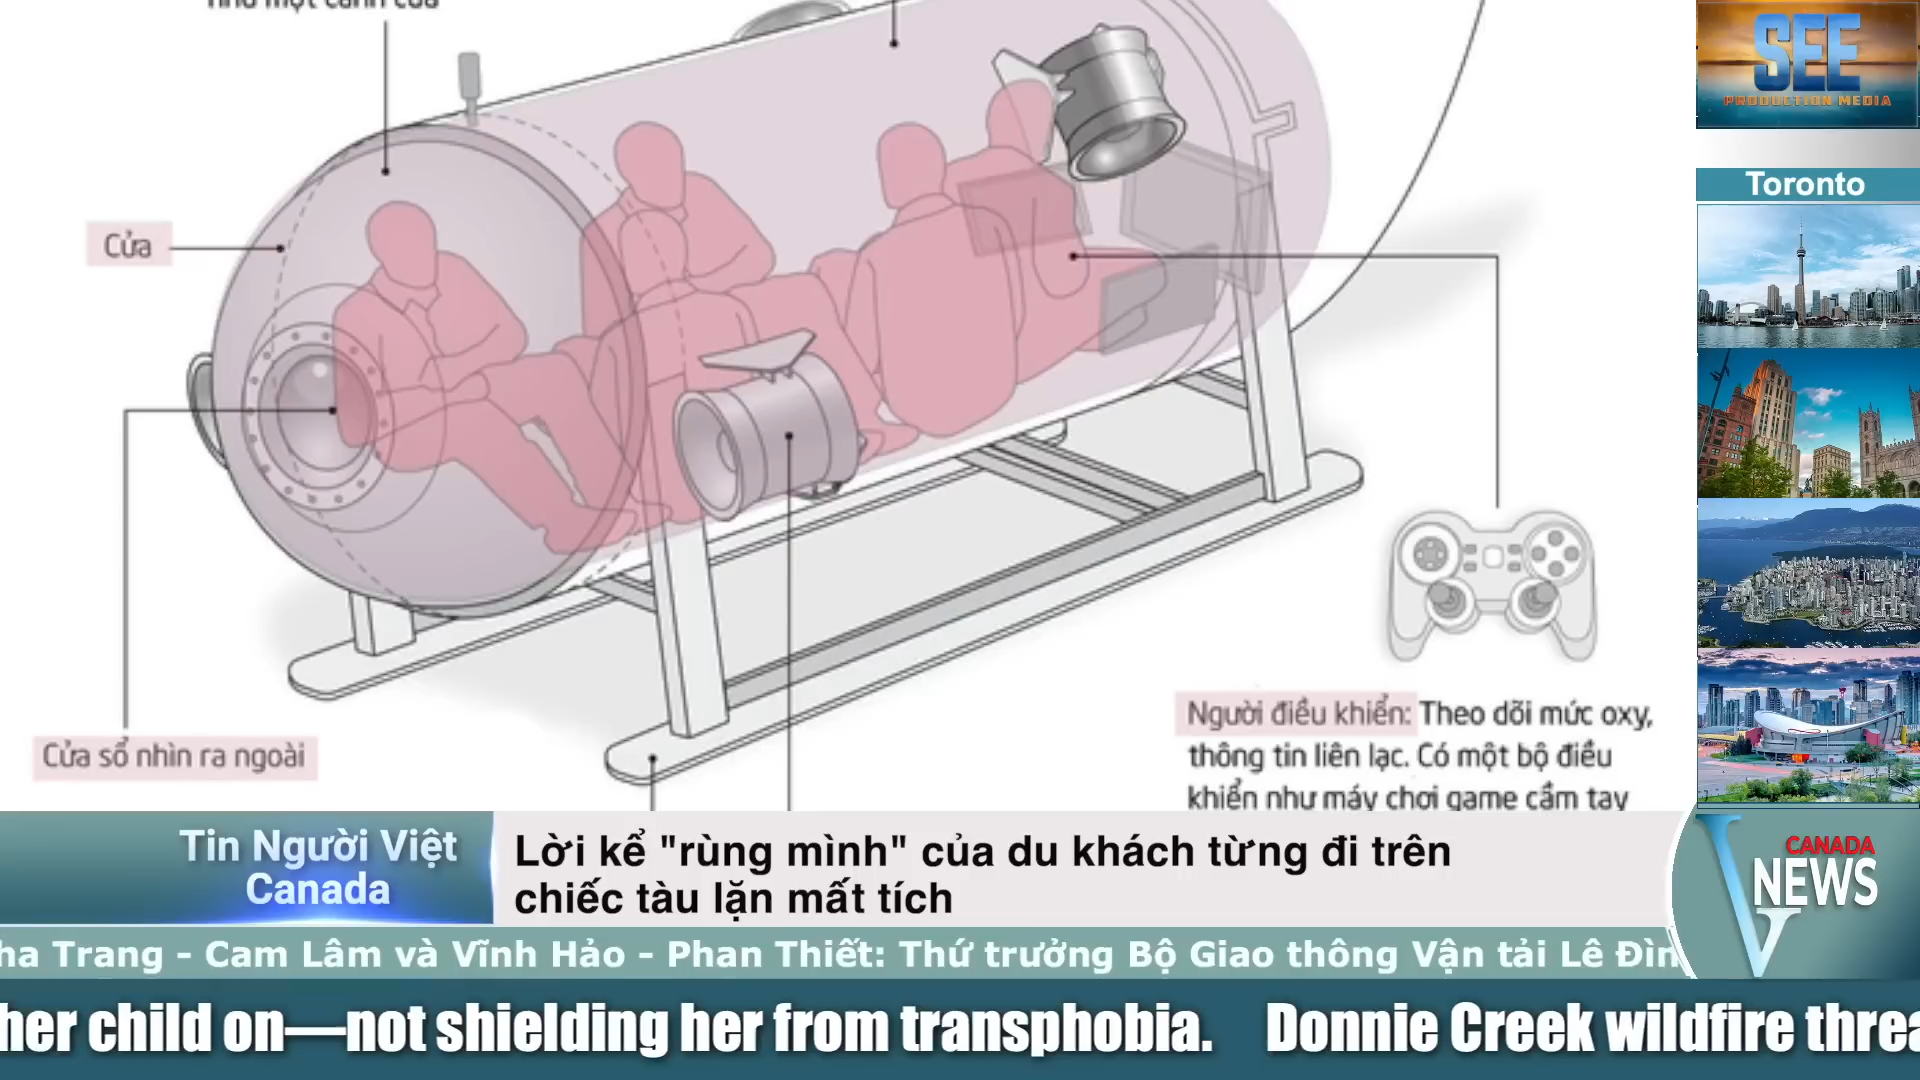 như một cánh cửa
SEE
PRODUCTION MEDIA
Toronto
Cửa
Cửa sổ nhìn ra ngoài
Người điều khiển: Theo dõi mức oxy,
thông tin liên lạc. Có một bộ điều
khiển như máy chơi game cầm tay
Tin Người Việt
Canada
Lời kể "rùng mình" của du khách từng đi trên
chiếc tàu lặn mất tích
CANADA
NEWS
V
ha Trang - Cam Lâm và Vĩnh Hảo - Phan Thiết: Thứ trưởng Bộ Giao thông Vận tải Lê Đìn
her child on—not shielding her from transphobia. Donnie Creek wildfire threa